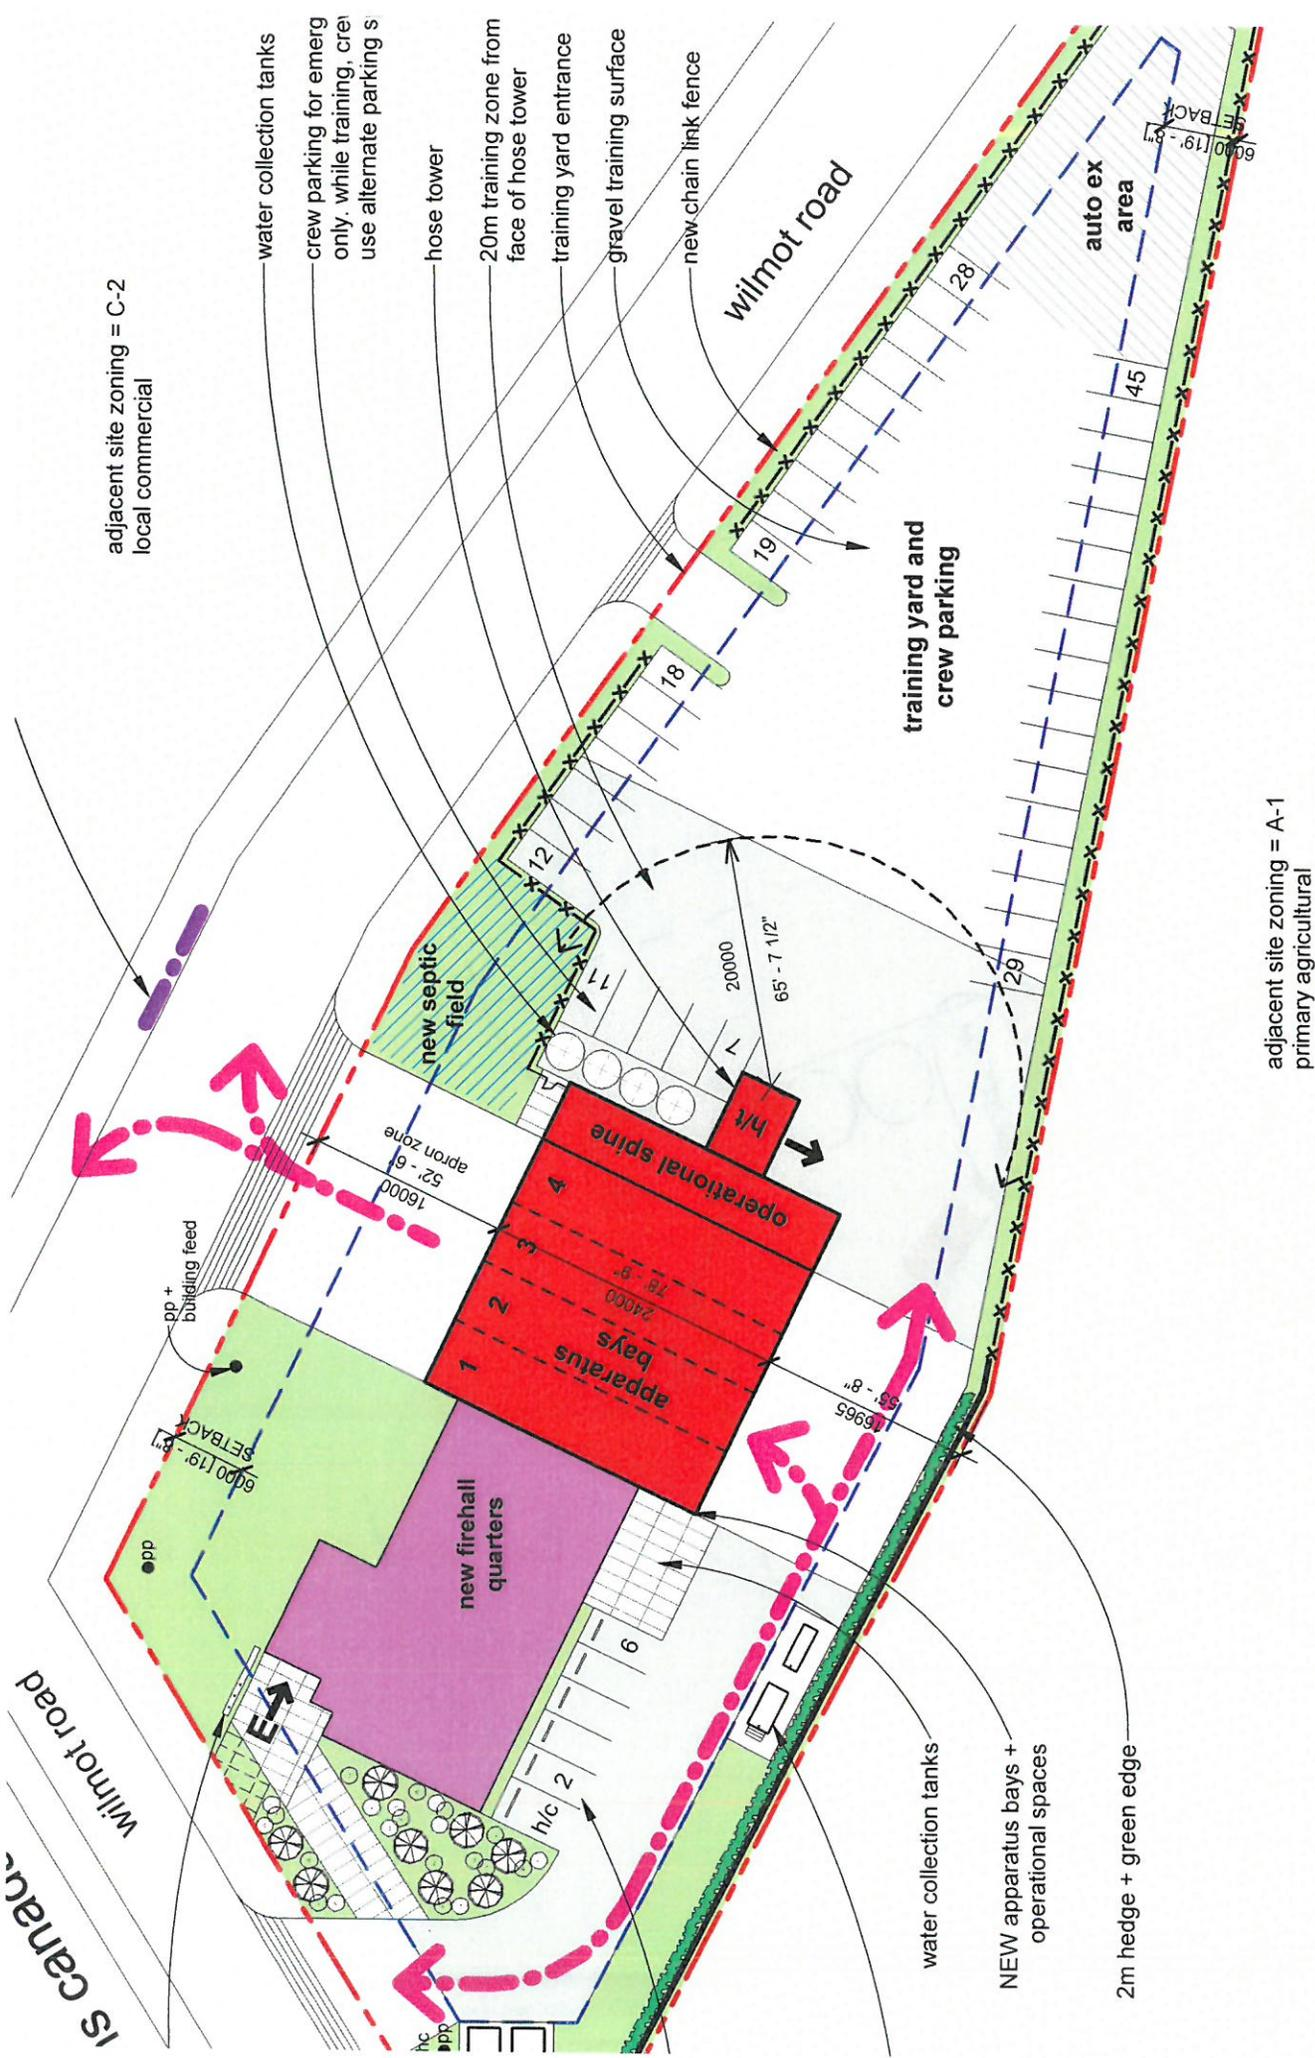 adjacent site zoning = C-2
local commercial
water collection tanks
crew parking for emerg
only. while training, crew
use alternate parking s
hose tower
20m training zone from
face of hose tower
training yard entrance
gravel training surface
new chain link fence
wilmot road
auto ex
area
6000 [19' - 8"]
SETBACK
28
45
19
18
12
11
7
29
training yard and
crew parking
new septic
field
20000
65' - 7 1/2"
h/t
operational spine
4
3
2
1
24000
78' - 9"
apparatus
bays
16000
52' - 6"
apron zone
pp +
building feed
6000 [19' - 8"]
SETBACK
pp
new firehall
quarters
16965
55' - 8"
E
6
2
h/c
wilmot road
is canada
hc
pp
water collection tanks
NEW apparatus bays +
operational spaces
2m hedge + green edge
adjacent site zoning = A-1
primary agricultural